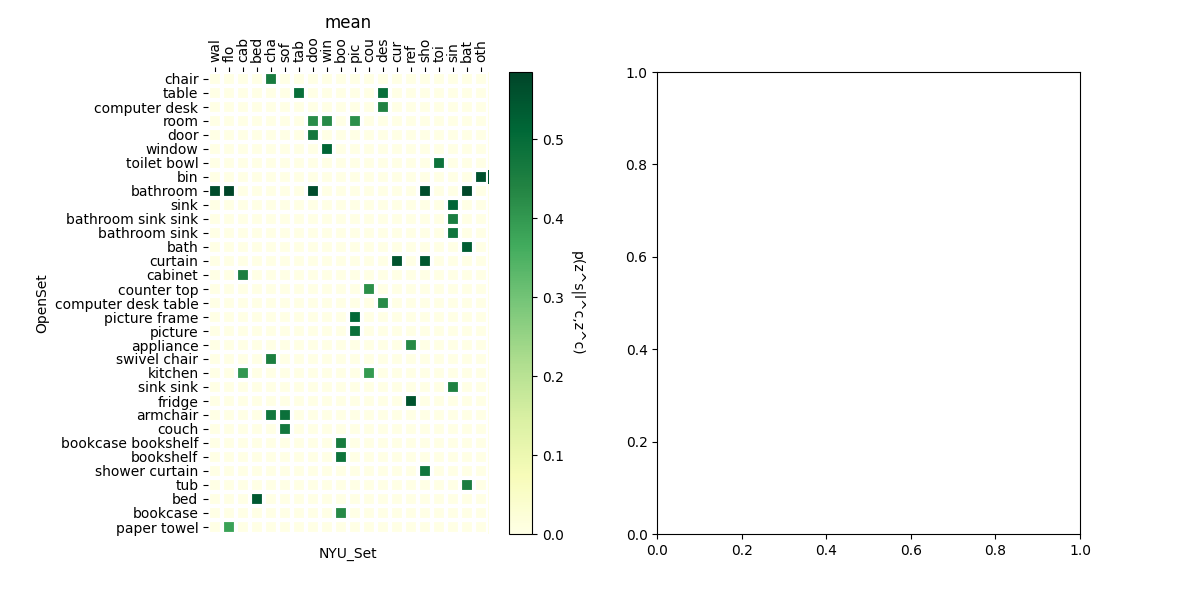 mean
wal flo cab bed cha sof tab doo win boo pic cou des cur ref sho toi sin bat oth
chair
table
computer desk
room
door
window
toilet bowl
bin
bathroom
sink
bathroom sink sink
bathroom sink
bath
curtain
cabinet
counter top
computer desk table
picture frame
picture
appliance
swivel chair
kitchen
sink sink
fridge
armchair
couch
bookcase bookshelf
bookshelf
shower curtain
tub
bed
bookcase
paper towel
OpenSet
NYU_Set
0.5
0.4
0.3
0.2
0.1
0.0
p(z^s|l^c,z^c)
1.0
0.8
0.6
0.4
0.2
0.0
0.0 0.2 0.4 0.6 0.8 1.0